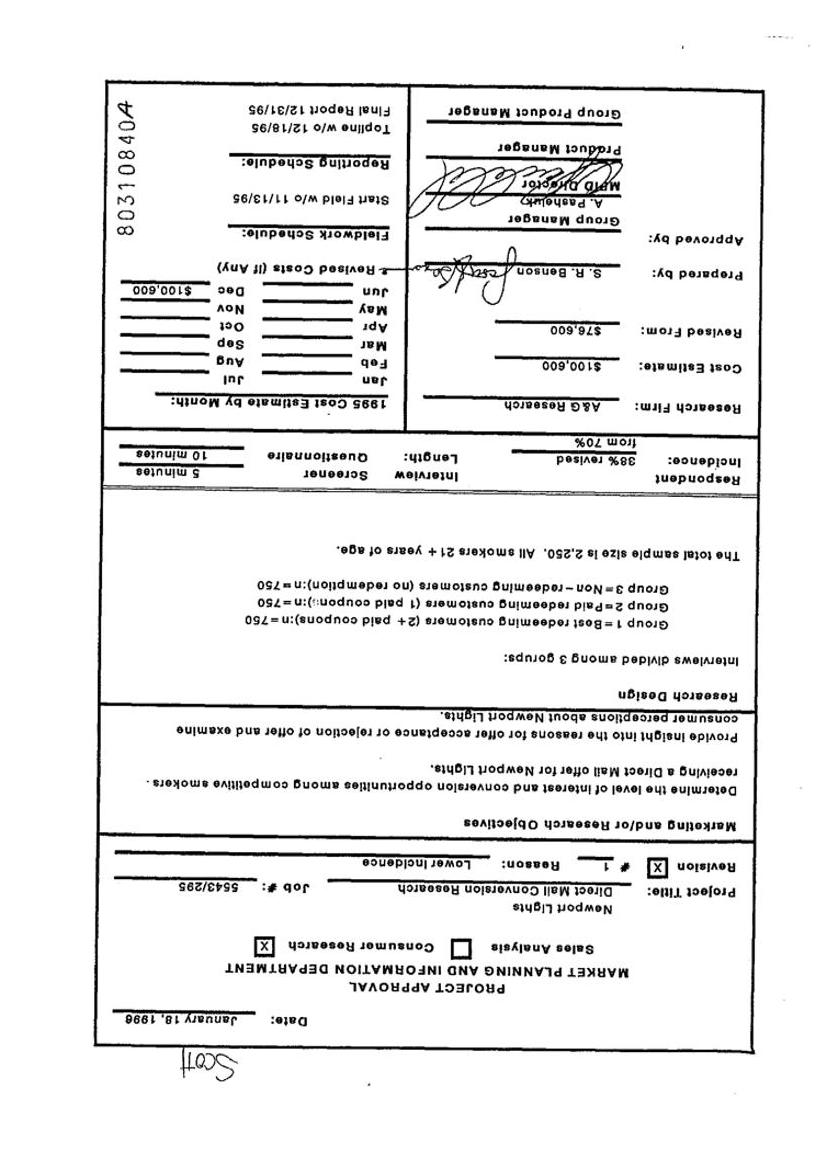 Scott
Date: January 18, 1996
PROJECT APPROVAL
MARKET PLANNING AND INFORMATION DEPARTMENT
Sales Analysis Consumer Research X
Newport Lights
Project Title: Direct Mail Conversion Research Job #: 5543/295
Revision X # 1 Reason: Lower Incidence
Marketing and/or Research Objectives
Determine the level of interest and conversion opportunities among competitive smokers
receiving a Direct Mail offer for Newport Lights.
Provide insight into the reasons for offer acceptance or rejection of offer and examine
consumer perceptions about Newport Lights.
Research Design
Interviews divided among 3 gorups:
Group 1=Best redeeming customers (2+ paid coupons):n=750
Group 2=Paid redeeming customers (1 paid coupon):n=750
Group 3=Non-redeeming customers (no redemption):n=750
The total sample size is 2,250. All smokers 21+ years of age.
Respondent Interview Screener 5 minutes
Incidence: 38% revised Length: Questionnaire 10 minutes
from 70%
Research Firm: A&G Research
Cost Estimate: $100,600
Revised From: $76,600
Prepared by: S. R. Benson
Approved by:
Group Manager
A. Pasheluk
MPID Director
Product Manager
Group Product Manager
1995 Cost Estimate by Month:
Jan Jul
Feb Aug
Mar Sep
Apr Oct
May Nov
Jun Dec $100,600
* Revised Costs (If Any)
Fieldwork Schedule:
Start Field w/o 11/13/95
Reporting Schedule:
Topline w/o 12/18/95
Final Report 12/31/95
80310840A